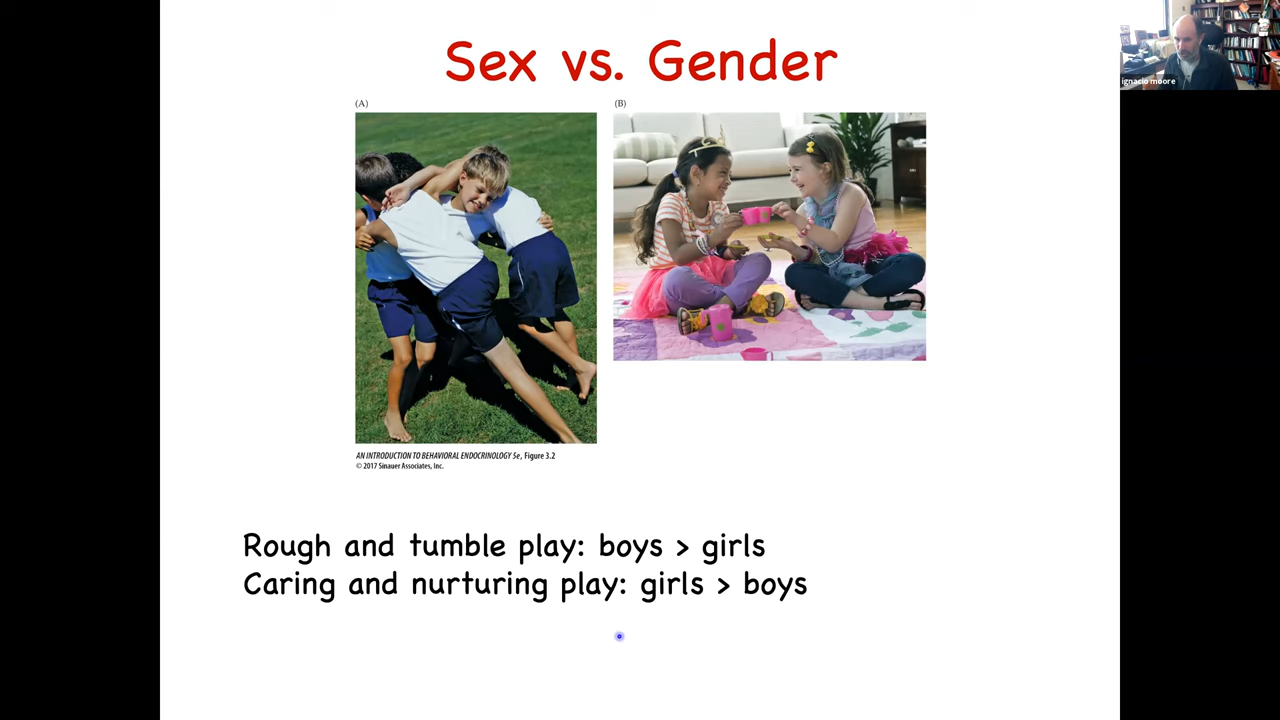 Sex vs. Gender
(A)
(B)
AN INTRODUCTION TO BEHAVIORAL ENDOCRINOLOGY 5e, Figure 3.2
© 2017 Sinauer Associates, Inc.
Rough and tumble play: boys > girls
Caring and nurturing play: girls > boys
ignacio moore